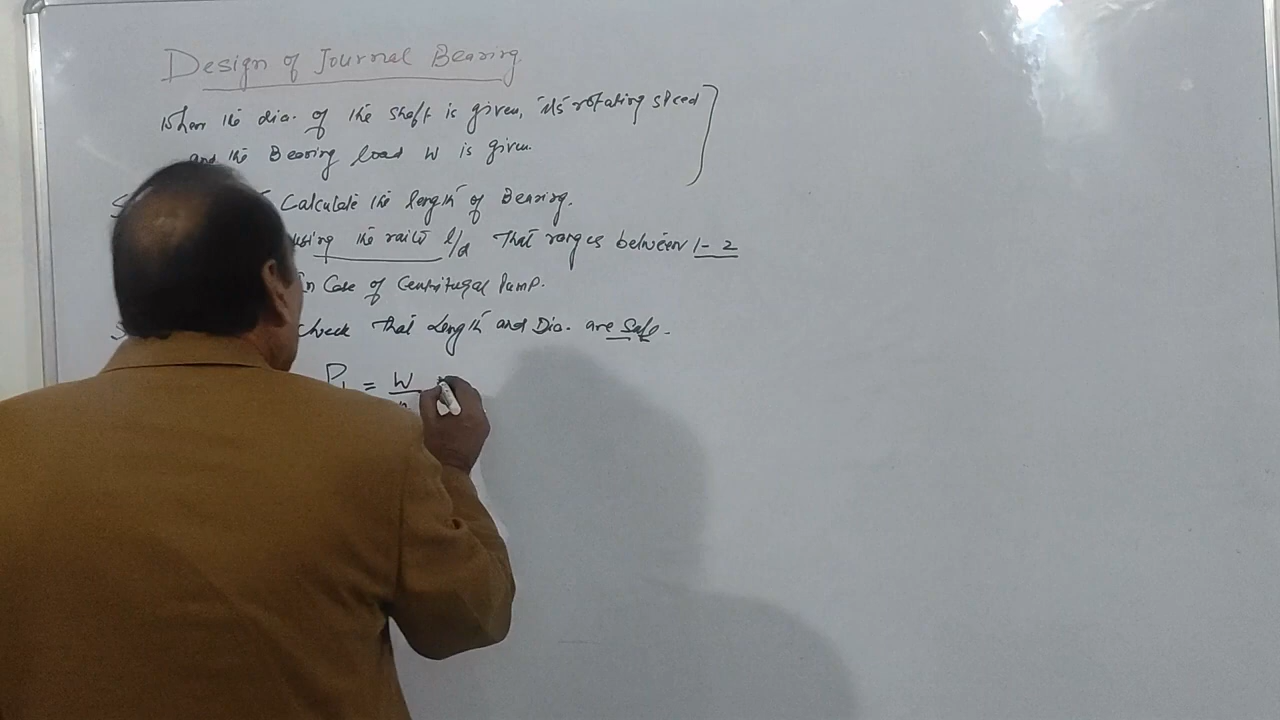 Design of Journal Bearing.
When the dia. of the shaft is given, its rotating speed
and the Bearing load W is given.
Calculate the length of Bearing.
using the raito l/d That ranges between 1 - 2
In Case of Centrifugal Pump.
check that length and Dia. are safe.
= W